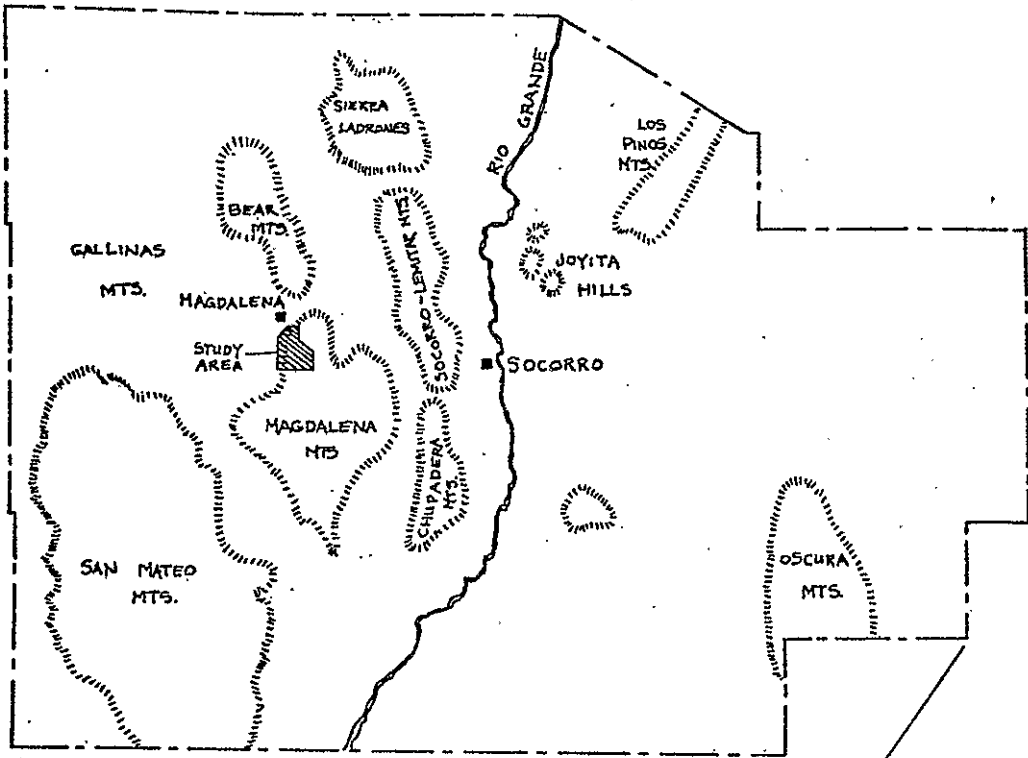 SIERRA
LADRONES
RIO GRANDE
LOS
PINOS
MTS.
BEAR
MTS.
GALLINAS
MTS.
SOCORRO-LEMITAR MTS.
JOYITA
HILLS
MAGDALENA
STUDY
AREA
SOCORRO
MAGDALENA
MTS
CHUPADERA
MTS.
SAN MATEO
MTS.
OSCURA
MTS.